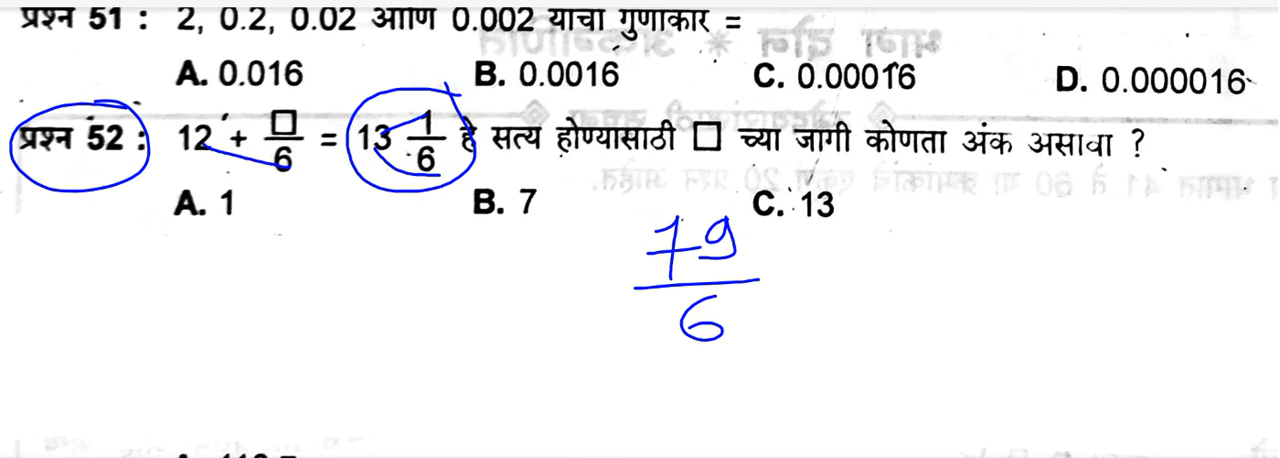 प्रश्न 51 : 2, 0.2, 0.02 आणि 0.002 याचा गुणाकार =
A. 0.016 B. 0.0016 C. 0.00016 D. 0.000016
प्रश्न 52 : 12 + □/6 = 13 1/6 हे सत्य होण्यासाठी □ च्या जागी कोणता अंक असावा ?
A. 1 B. 7 C. 13
79
6